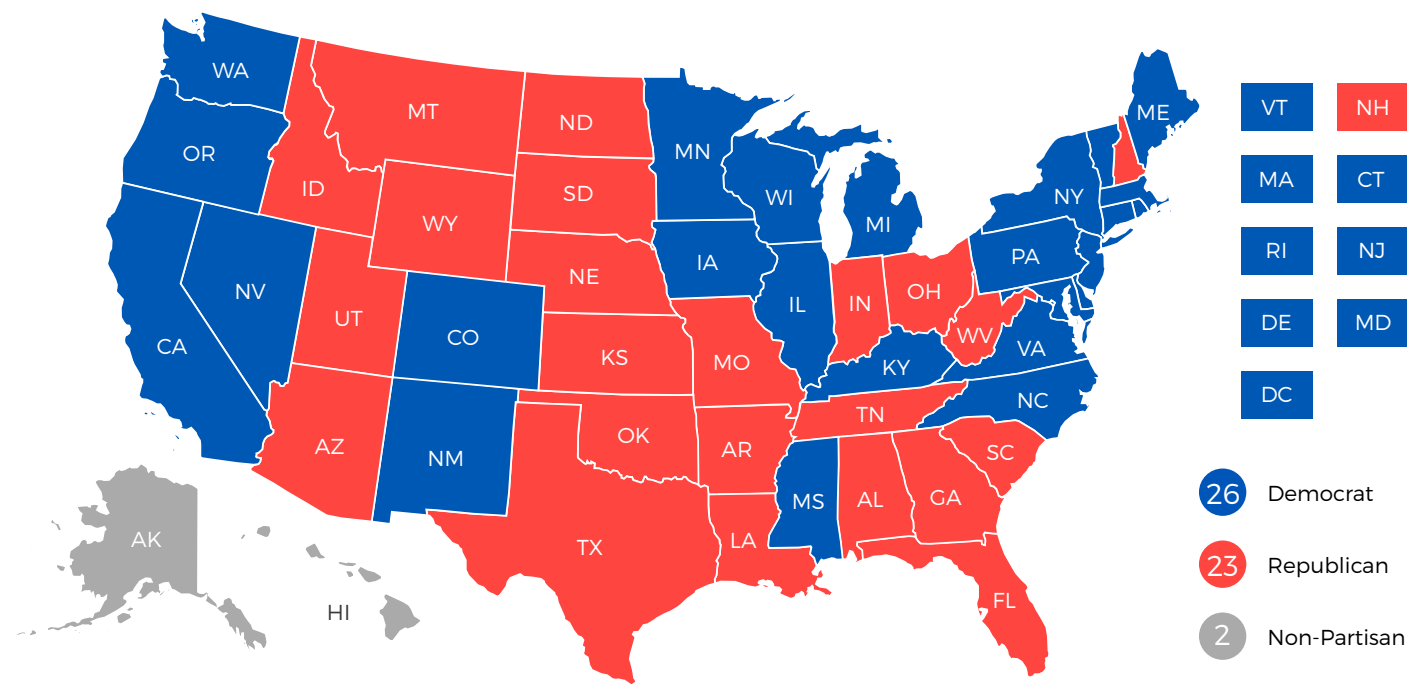 WA
MT
ND
MN
ME
VT
NH
OR
ID
SD
WI
NY
MA
CT
WY
MI
NV
NE
IA
PA
RI
NJ
UT
CO
IL
IN
OH
WV
VA
DE
MD
CA
KS
MO
KY
NC
DC
AZ
NM
OK
AR
TN
SC
MS
AL
GA
26 Democrat
AK
TX
LA
23 Republican
HI
FL
2 Non-Partisan